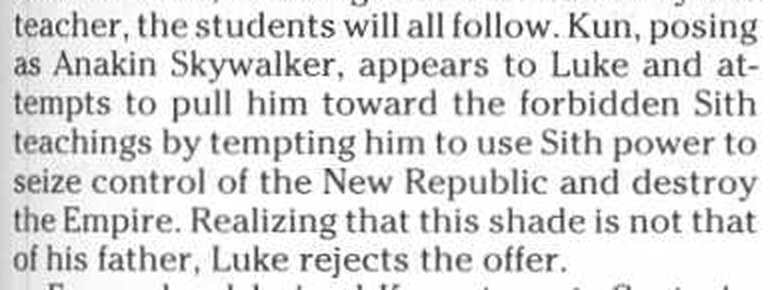 teacher, the students will all follow. Kun, posing
as Anakin Skywalker, appears to Luke and at-
tempts to pull him toward the forbidden Sith
teachings by tempting him to use Sith power to
seize control of the New Republic and destroy
the Empire. Realizing that this shade is not that
of his father, Luke rejects the offer.